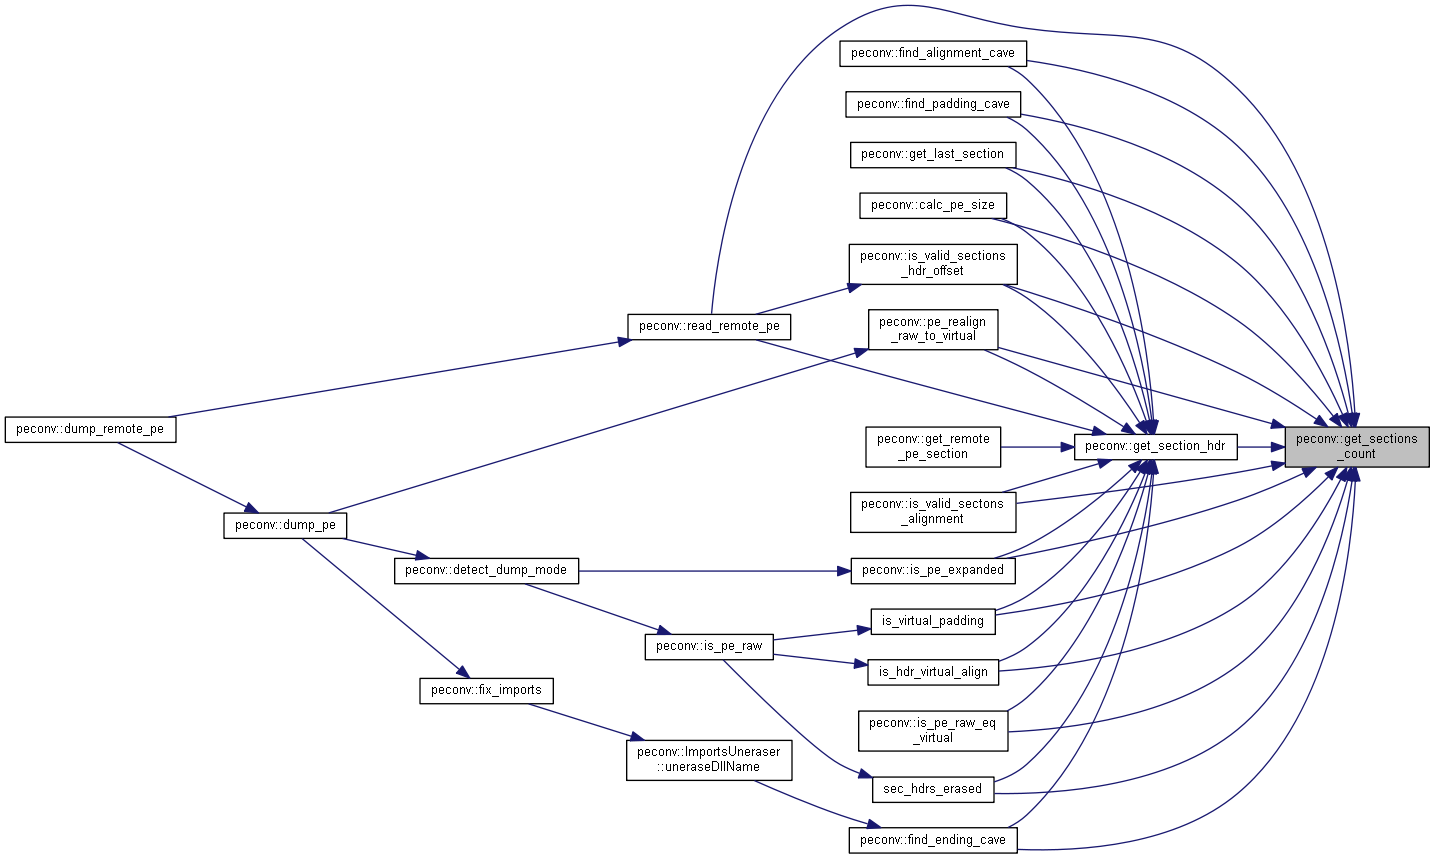 peconv::find_alignment_cave
peconv::find_padding_cave
peconv::get_last_section
peconv::calc_pe_size
peconv::is_valid_sections
_hdr_offset
peconv::read_remote_pe
peconv::pe_realign
_raw_to_virtual
peconv::dump_remote_pe
peconv::get_remote
_pe_section
peconv::get_section_hdr
peconv::get_sections
_count
peconv::is_valid_sectons
_alignment
peconv::dump_pe
peconv::detect_dump_mode
peconv::is_pe_expanded
is_virtual_padding
peconv::is_pe_raw
is_hdr_virtual_align
peconv::fix_imports
peconv::is_pe_raw_eq
_virtual
peconv::ImportsUneraser
::uneraseDllName
sec_hdrs_erased
peconv::find_ending_cave